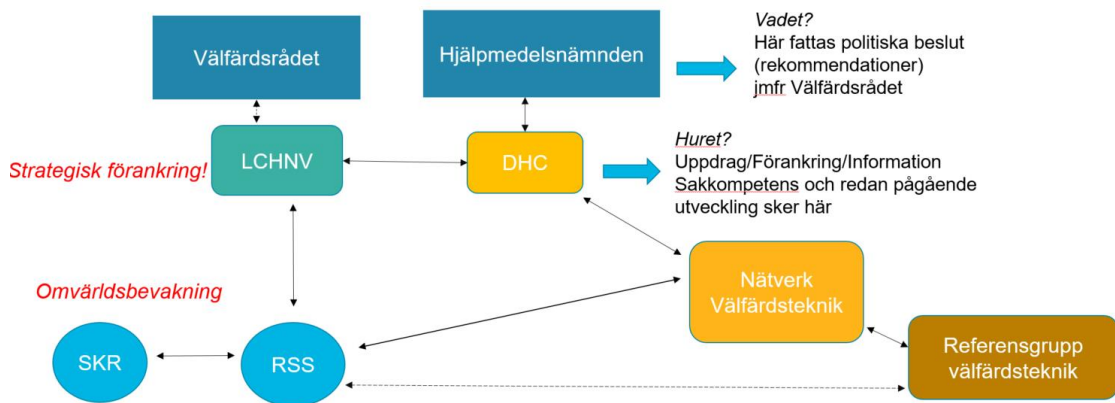 Välfärdsrådet
Hjälpmedelsnämnden
Vadet?
Här fattas politiska beslut
(rekommendationer)
jmfr Välfärdsrådet
Strategisk förankring!
LCHNV
DHC
Huret?
Uppdrag/Förankring/Information
Sakkompetens och redan pågående
utveckling sker här
Omvärldsbevakning
Nätverk
Välfärdsteknik
SKR
RSS
Referensgrupp
välfärdsteknik